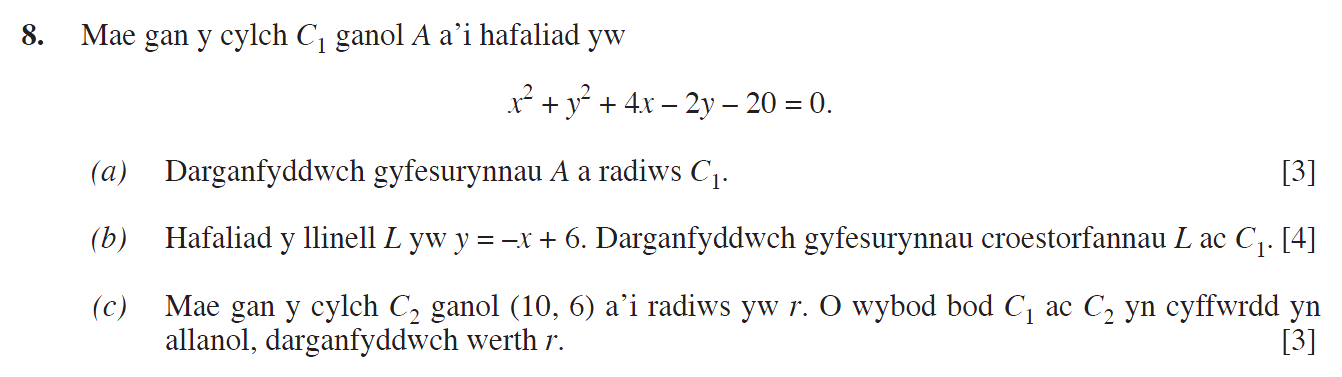 8. Mae gan y cylch C₁ ganol A a’i hafaliad yw
x² + y² + 4x – 2y – 20 = 0.
(a) Darganfyddwch gyfesurynnau A a radiws C₁. [3]
(b) Hafaliad y llinell L yw y = –x + 6. Darganfyddwch gyfesurynnau croestorfannau L ac C₁. [4]
(c) Mae gan y cylch C₂ ganol (10, 6) a’i radiws yw r. O wybod bod C₁ ac C₂ yn cyffwrdd yn
allanol, darganfyddwch werth r. [3]